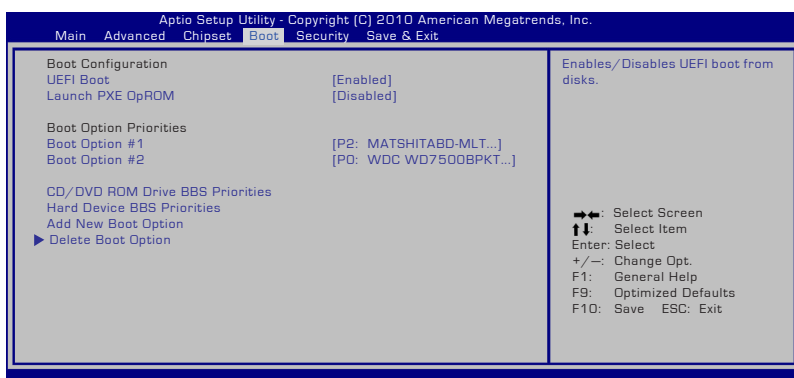 Aptio Setup Utility - Copyright (C) 2010 American Megatrends, Inc.
Main Advanced Chipset Boot Security Save & Exit
Boot Configuration
UEFI Boot [Enabled]
Launch PXE OpROM [Disabled]
Boot Option Priorities
Boot Option #1 [P2: MATSHITABD-MLT...]
Boot Option #2 [P0: WDC WD7500BPKT...]
CD/DVD ROM Drive BBS Priorities
Hard Device BBS Priorities
Add New Boot Option
Delete Boot Option
Enables/Disables UEFI boot from
disks.
→←: Select Screen
↑↓: Select Item
Enter: Select
+/—: Change Opt.
F1: General Help
F9: Optimized Defaults
F10: Save ESC: Exit